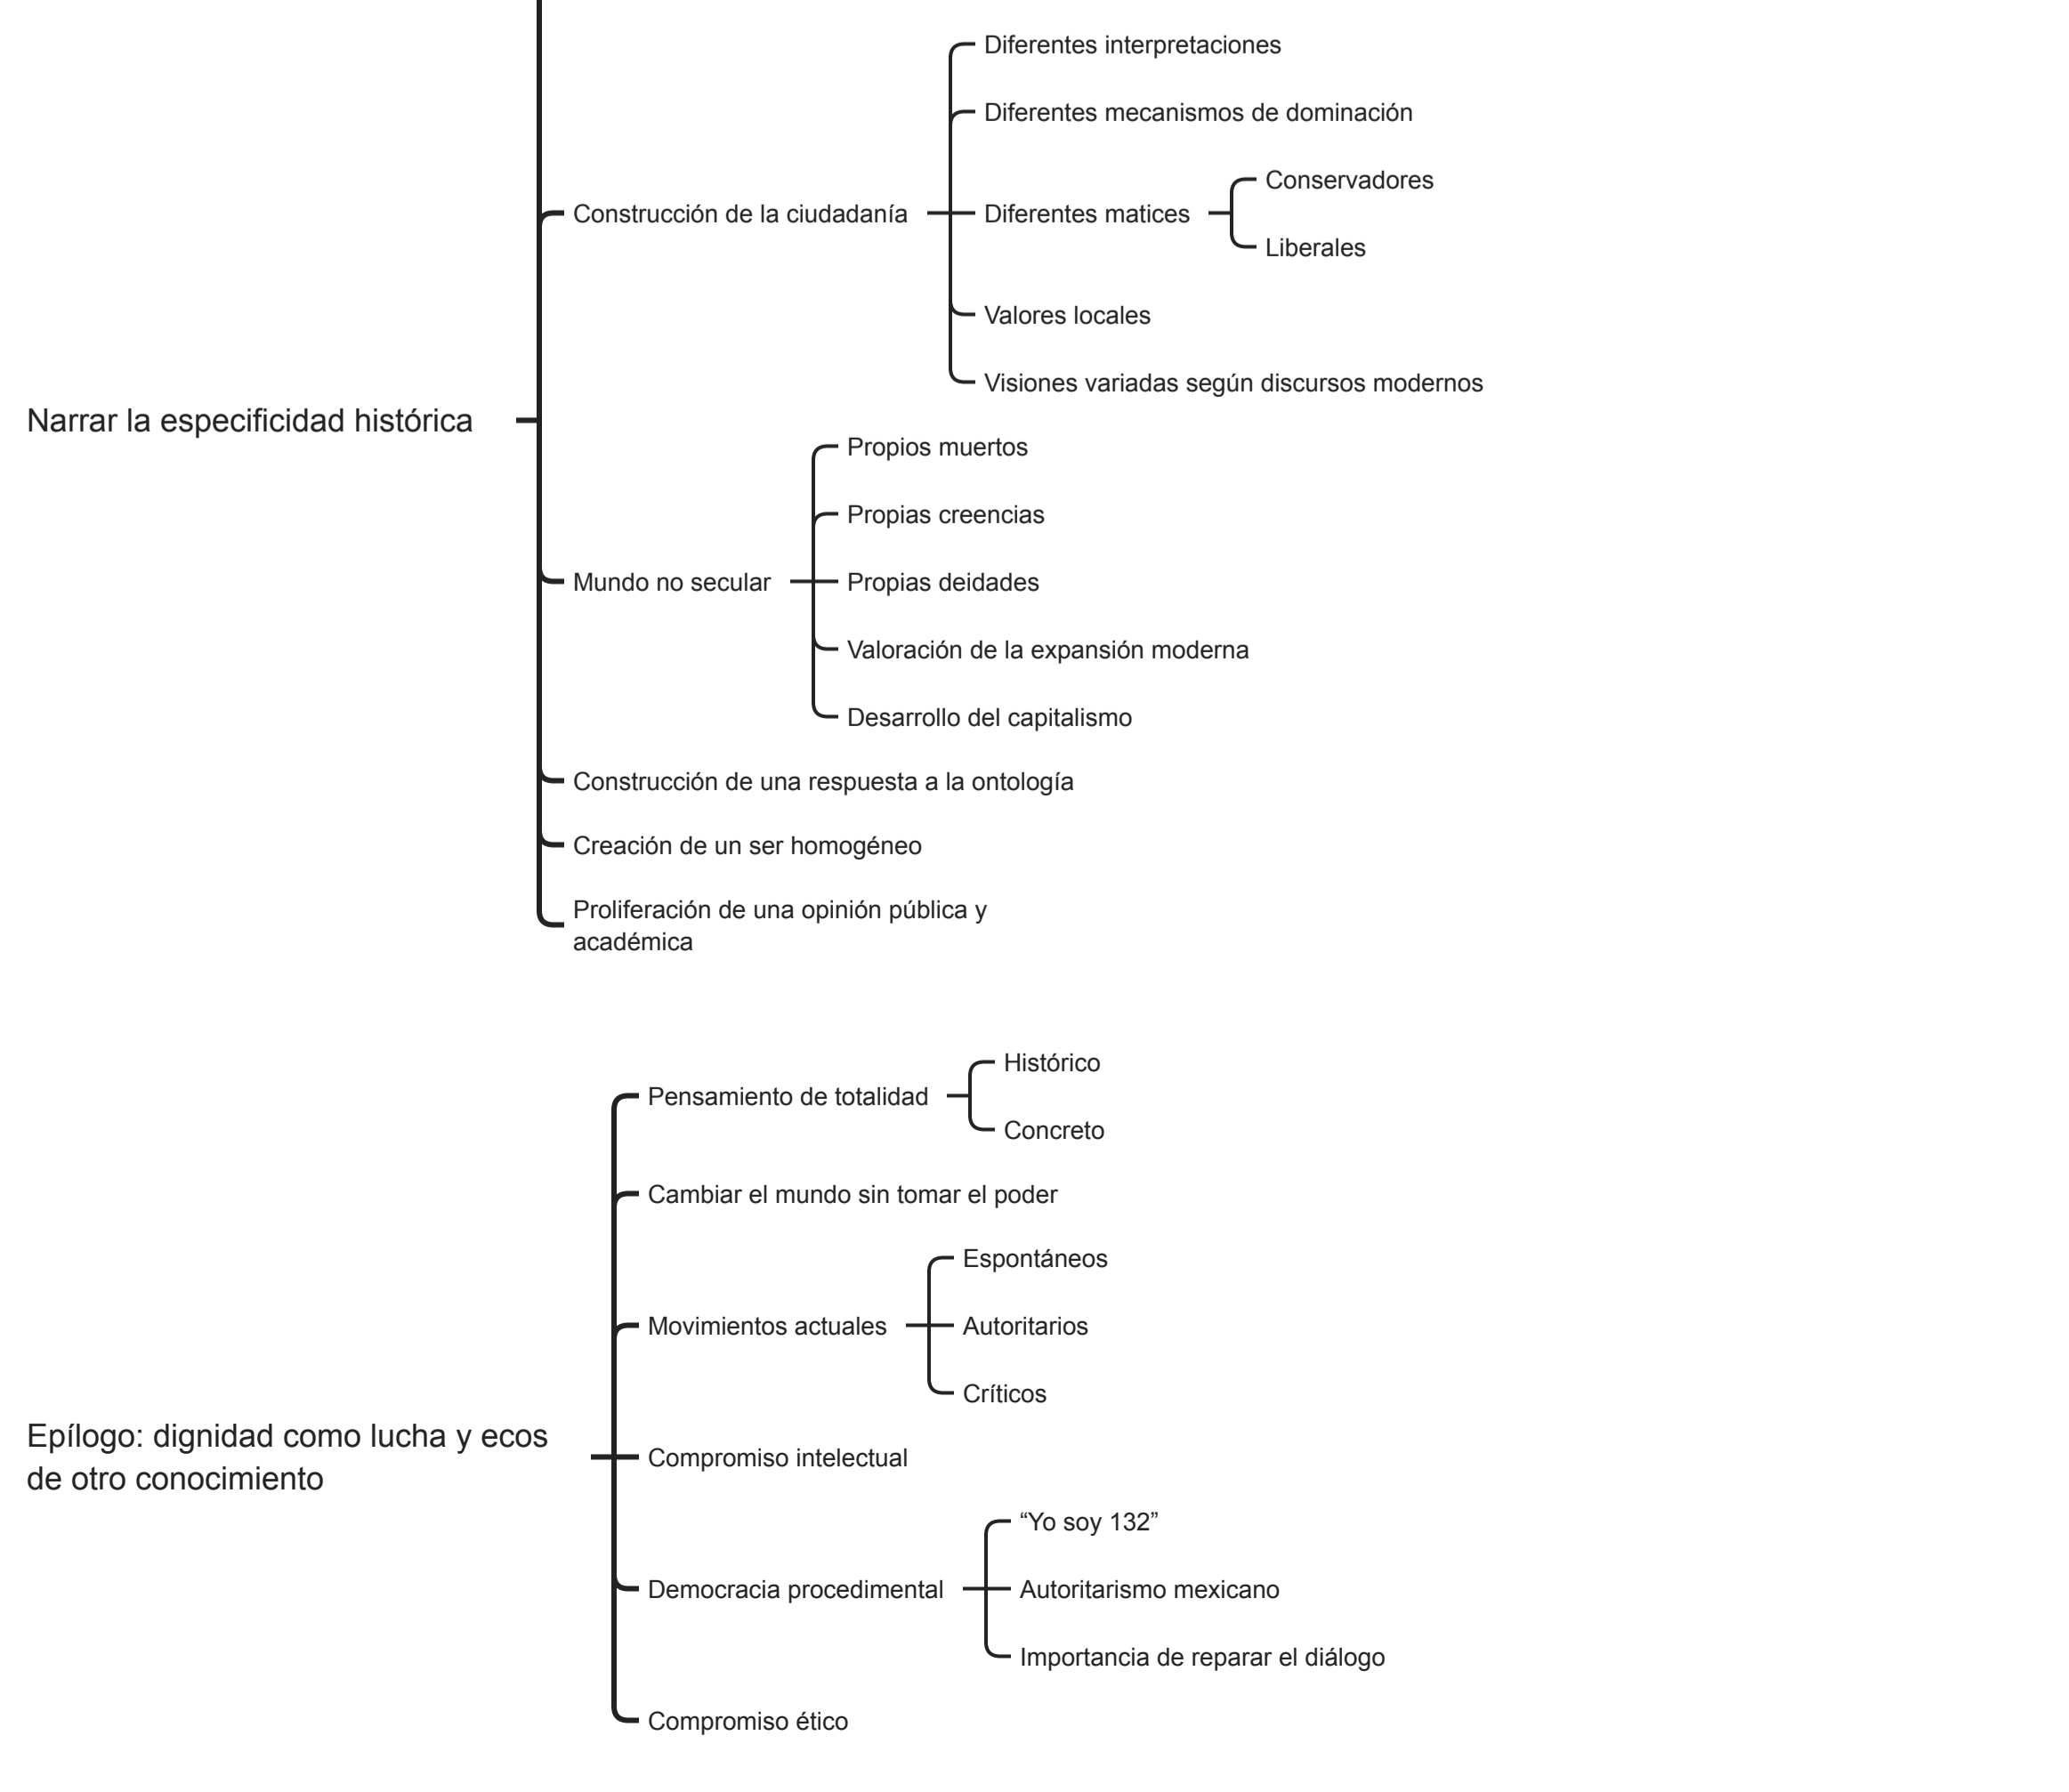 Narrar la especificidad histórica
Construcción de la ciudadanía
Diferentes interpretaciones
Diferentes mecanismos de dominación
Diferentes matices
Conservadores
Liberales
Valores locales
Visiones variadas según discursos modernos
Mundo no secular
Propios muertos
Propias creencias
Propias deidades
Valoración de la expansión moderna
Desarrollo del capitalismo
Construcción de una respuesta a la ontología
Creación de un ser homogéneo
Proliferación de una opinión pública y
académica
Epílogo: dignidad como lucha y ecos
de otro conocimiento
Pensamiento de totalidad
Histórico
Concreto
Cambiar el mundo sin tomar el poder
Movimientos actuales
Espontáneos
Autoritarios
Críticos
Compromiso intelectual
Democracia procedimental
“Yo soy 132”
Autoritarismo mexicano
Importancia de reparar el diálogo
Compromiso ético